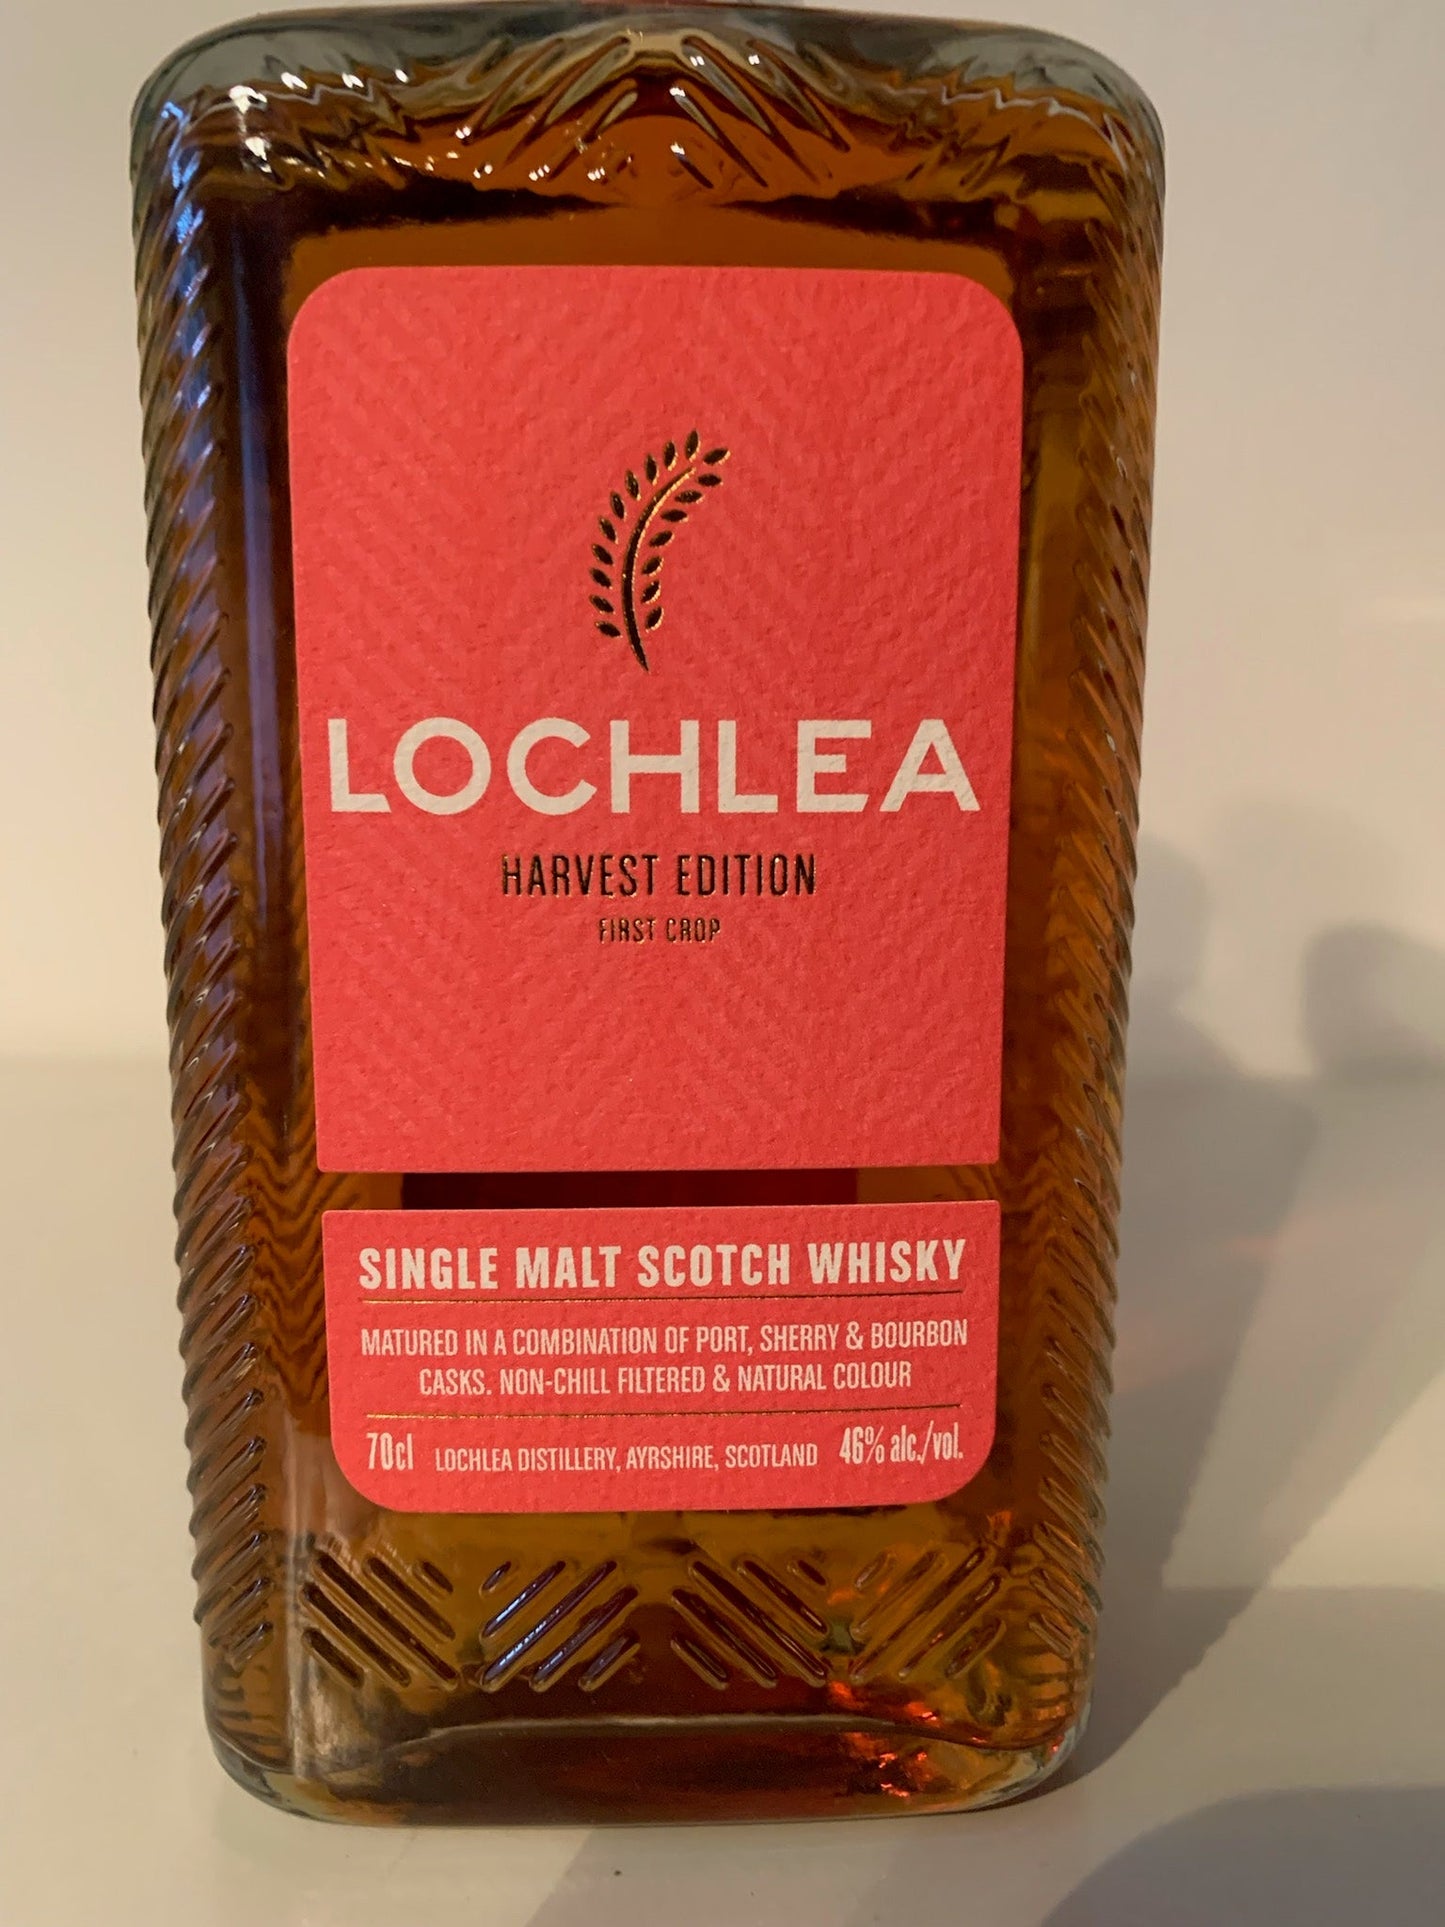 LOCHLEA
HARVEST EDITION
FIRST CROP
SINGLE MALT SCOTCH WHISKY
MATURED IN A COMBINATION OF PORT, SHERRY & BOURBON
CASKS. NON-CHILL FILTERED & NATURAL COLOUR
70cl LOCHLEA DISTILLERY, AYRSHIRE, SCOTLAND 46% alc./vol.